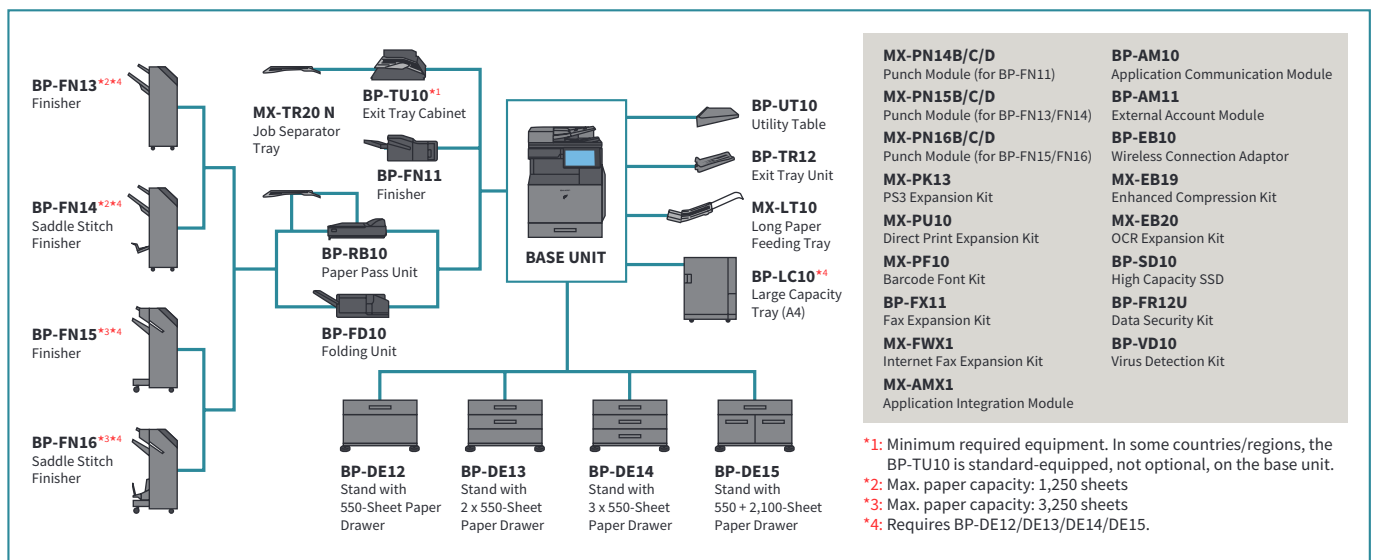 BP-FN13*2*4
Finisher
BP-FN14*2*4
Saddle Stitch
Finisher
BP-FN15*3*4
Finisher
BP-FN16*3*4
Saddle Stitch
Finisher
MX-TR20 N
Job Separator
Tray
BP-TU10*1
Exit Tray Cabinet
BP-FN11
Finisher
BP-RB10
Paper Pass Unit
BP-FD10
Folding Unit
BASE UNIT
BP-UT10
Utility Table
BP-TR12
Exit Tray Unit
MX-LT10
Long Paper
Feeding Tray
BP-LC10*4
Large Capacity
Tray (A4)
BP-DE12
Stand with
550-Sheet Paper
Drawer
BP-DE13
Stand with
2 x 550-Sheet
Paper Drawer
BP-DE14
Stand with
3 x 550-Sheet
Paper Drawer
BP-DE15
Stand with
550 + 2,100-Sheet
Paper Drawer
MX-PN14B/C/D
Punch Module (for BP-FN11)
MX-PN15B/C/D
Punch Module (for BP-FN13/FN14)
MX-PN16B/C/D
Punch Module (for BP-FN15/FN16)
MX-PK13
PS3 Expansion Kit
MX-PU10
Direct Print Expansion Kit
MX-PF10
Barcode Font Kit
BP-FX11
Fax Expansion Kit
MX-FWX1
Internet Fax Expansion Kit
MX-AMX1
Application Integration Module
BP-AM10
Application Communication Module
BP-AM11
External Account Module
BP-EB10
Wireless Connection Adaptor
MX-EB19
Enhanced Compression Kit
MX-EB20
OCR Expansion Kit
BP-SD10
High Capacity SSD
BP-FR12U
Data Security Kit
BP-VD10
Virus Detection Kit
*1: Minimum required equipment. In some countries/regions, the
BP-TU10 is standard-equipped, not optional, on the base unit.
*2: Max. paper capacity: 1,250 sheets
*3: Max. paper capacity: 3,250 sheets
*4: Requires BP-DE12/DE13/DE14/DE15.